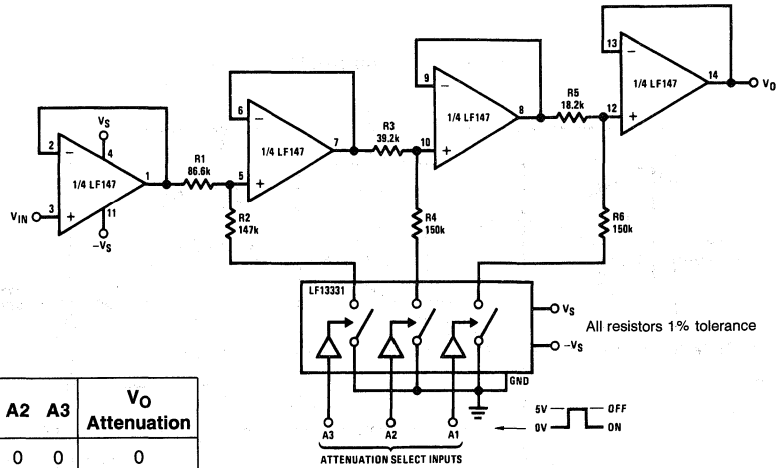 13
14
12
VO
1/4 LF147
9
8
10
1/4 LF147
R5
18.2k
6
7
5
1/4 LF147
R3
39.2k
VS
2
4
1
3
11
1/4 LF147
VIN
-VS
R1
86.6k
R2
147k
R4
150k
R6
150k
LF13331
VS
-VS
GND
All resistors 1% tolerance
A2 A3 VO
Attenuation
0 0 0
A3 A2 A1
ATTENUATION SELECT INPUTS
5V OFF
0V ON